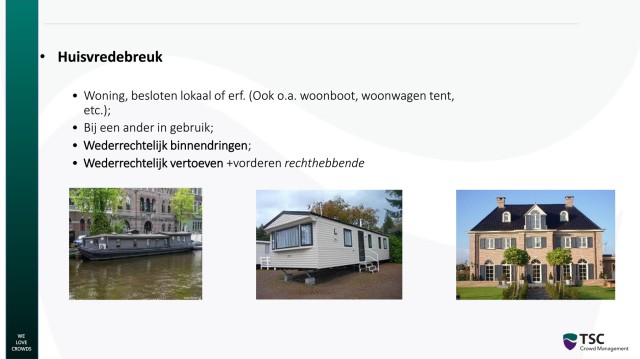 • Huisvredebreuk
• Woning, besloten lokaal of erf. (Ook o.a. woonboot, woonwagen tent,
etc.);
• Bij een ander in gebruik;
• Wederrechtelijk binnendringen;
• Wederrechtelijk vertoeven +vorderen rechthebbende
WE
LOVE
CROWDS
TSC
Crowd Management